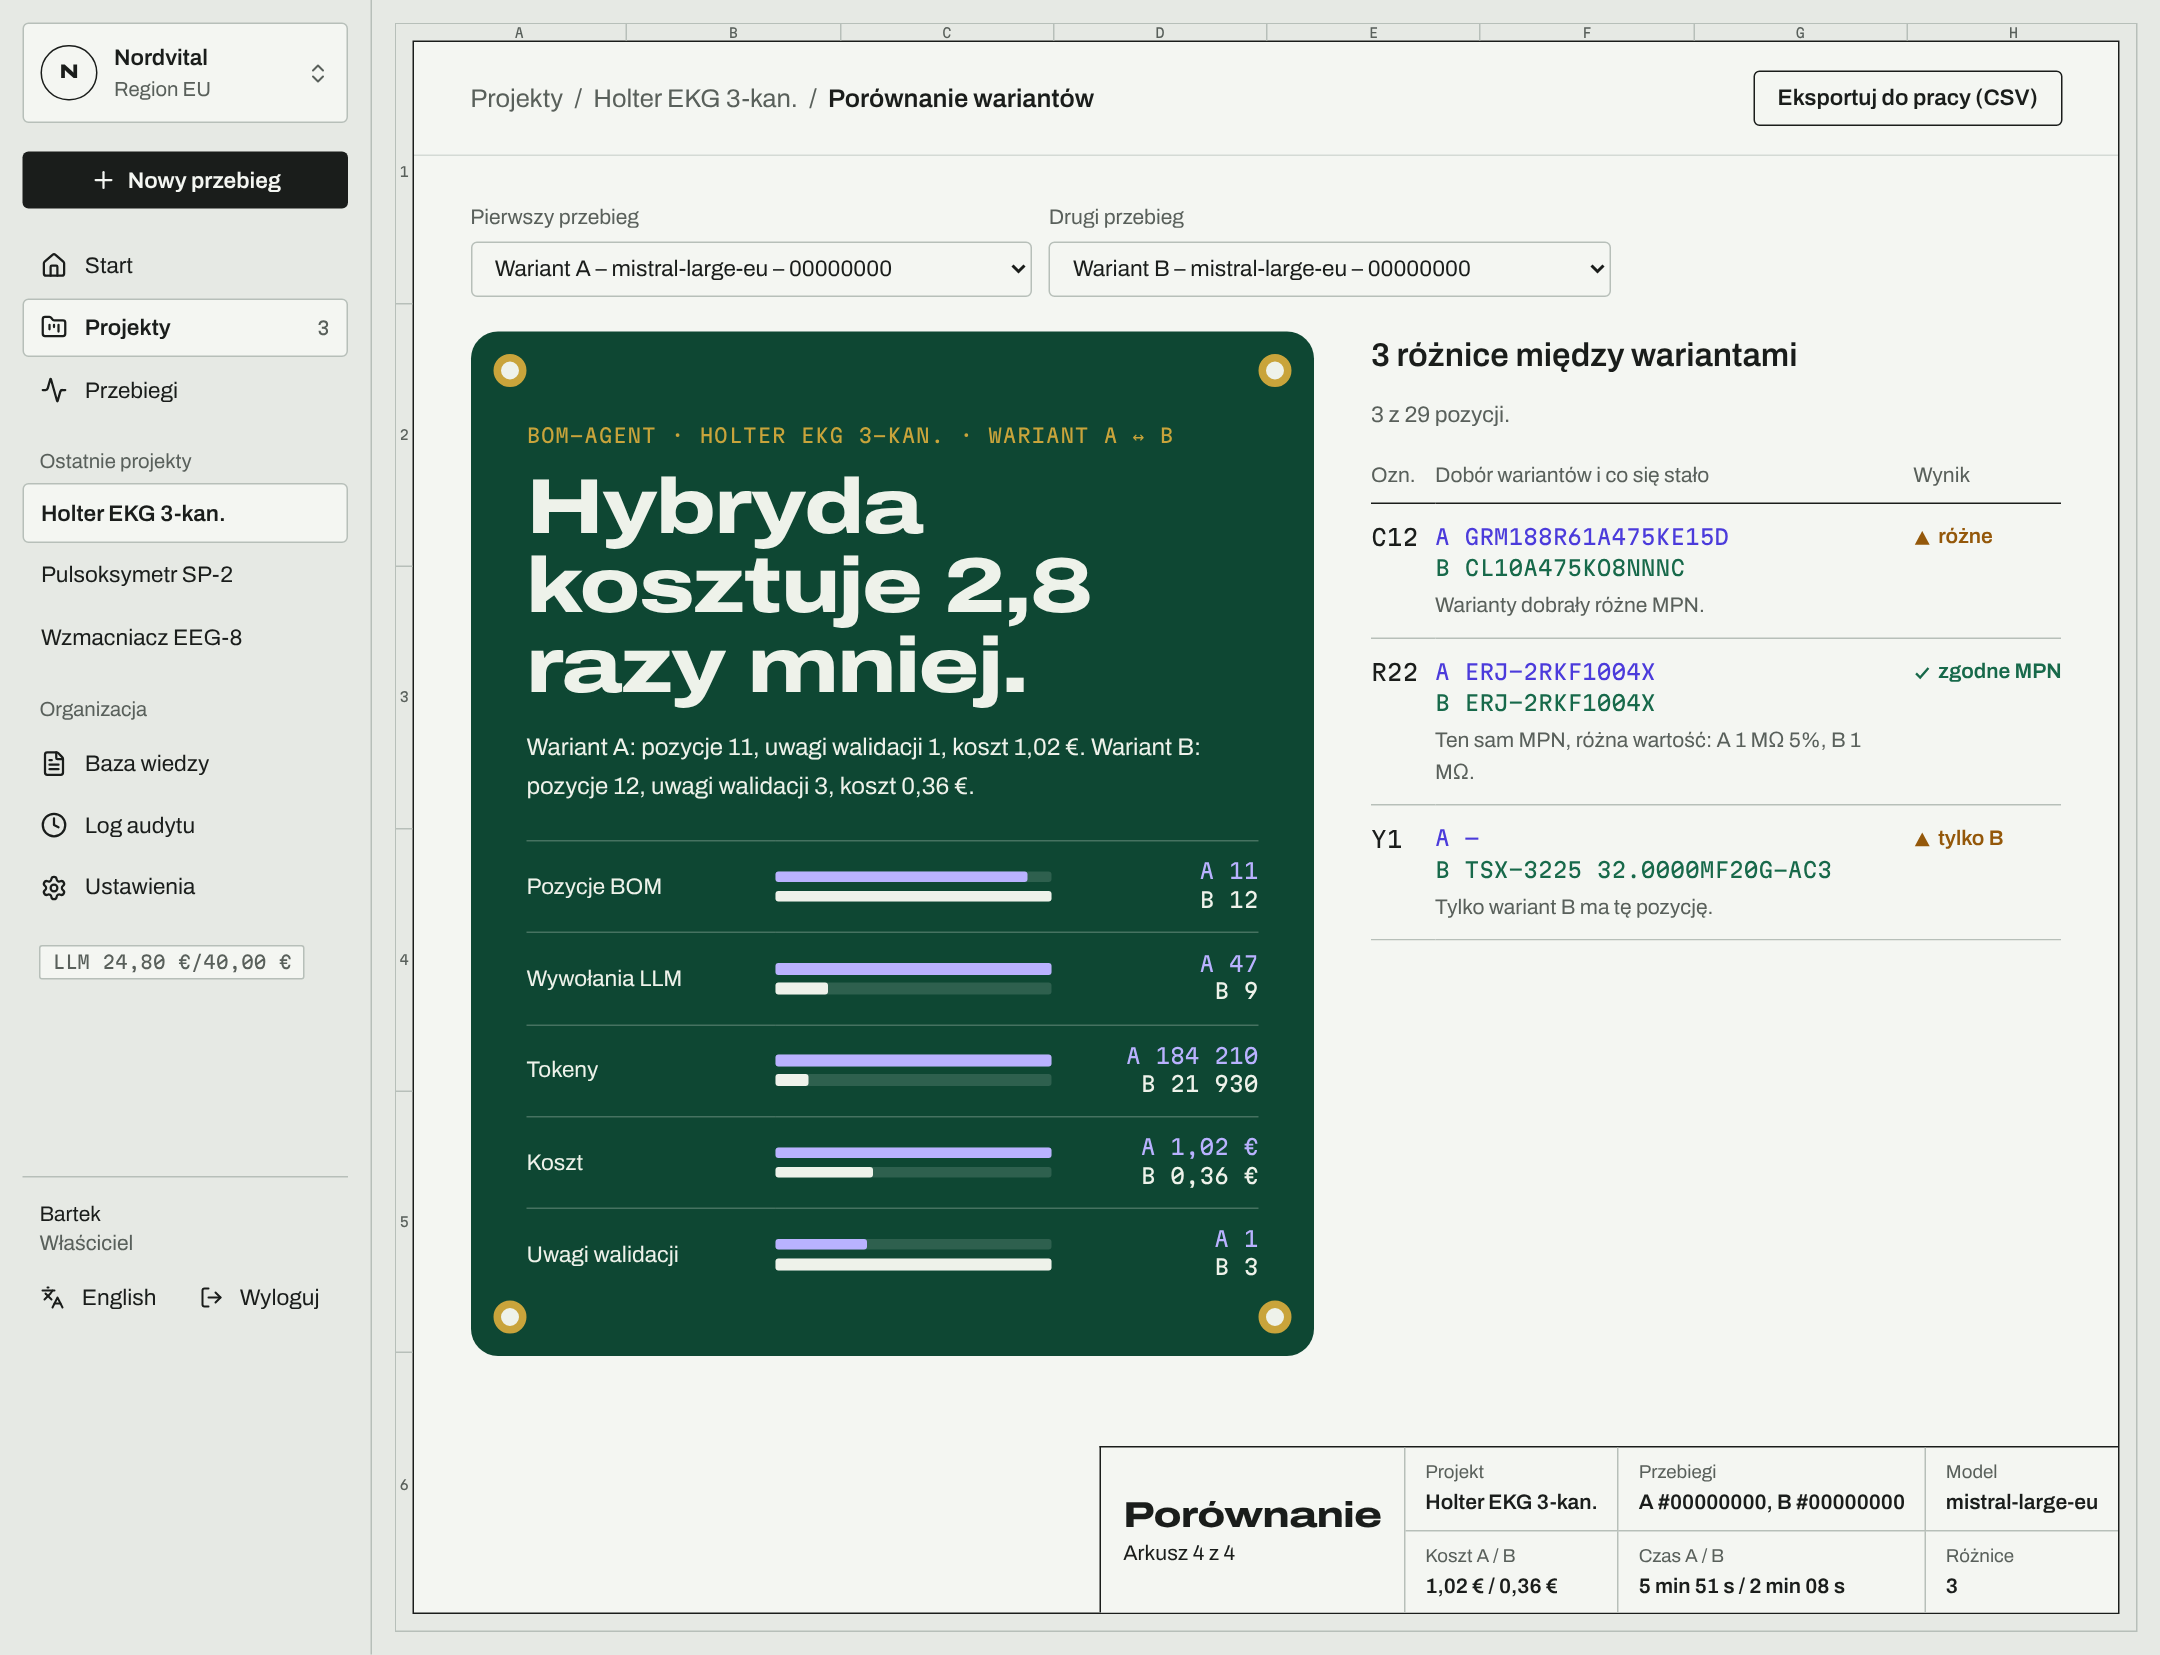 N
Nordvital
Region EU
Nowy przebieg
Start
Projekty 3
Przebiegi
Ostatnie projekty
Holter EKG 3-kan.
Pulsoksymetr SP-2
Wzmacniacz EEG-8
Organizacja
Baza wiedzy
Log audytu
Ustawienia
LLM 24,80 €/40,00 €
Bartek
Właściciel
English Wyloguj
A B C D E F G H
1
2
3
4
5
6
Projekty / Holter EKG 3-kan. / Porównanie wariantów
Eksportuj do pracy (CSV)
Pierwszy przebieg
Wariant A – mistral-large-eu – 00000000
Drugi przebieg
Wariant B – mistral-large-eu – 00000000
BOM-AGENT · HOLTER EKG 3-KAN. · WARIANT A ↔ B
Hybryda
kosztuje 2,8
razy mniej.
Wariant A: pozycje 11, uwagi walidacji 1, koszt 1,02 €. Wariant B:
pozycje 12, uwagi walidacji 3, koszt 0,36 €.
Pozycje BOM
A 11
B 12
Wywołania LLM
A 47
B 9
Tokeny
A 184 210
B 21 930
Koszt
A 1,02 €
B 0,36 €
Uwagi walidacji
A 1
B 3
3 różnice między wariantami
3 z 29 pozycji.
Ozn. Dobór wariantów i co się stało Wynik
C12 A GRM188R61A475KE15D ▲ różne
B CL10A475KO8NNNC
Warianty dobrały różne MPN.
R22 A ERJ-2RKF1004X ✓ zgodne MPN
B ERJ-2RKF1004X
Ten sam MPN, różna wartość: A 1 MΩ 5%, B 1
MΩ.
Y1 A — ▲ tylko B
B TSX-3225 32.0000MF20G-AC3
Tylko wariant B ma tę pozycję.
Porównanie
Arkusz 4 z 4
Projekt
Holter EKG 3-kan.
Przebiegi
A #00000000, B #00000000
Model
mistral-large-eu
Koszt A / B
1,02 € / 0,36 €
Czas A / B
5 min 51 s / 2 min 08 s
Różnice
3